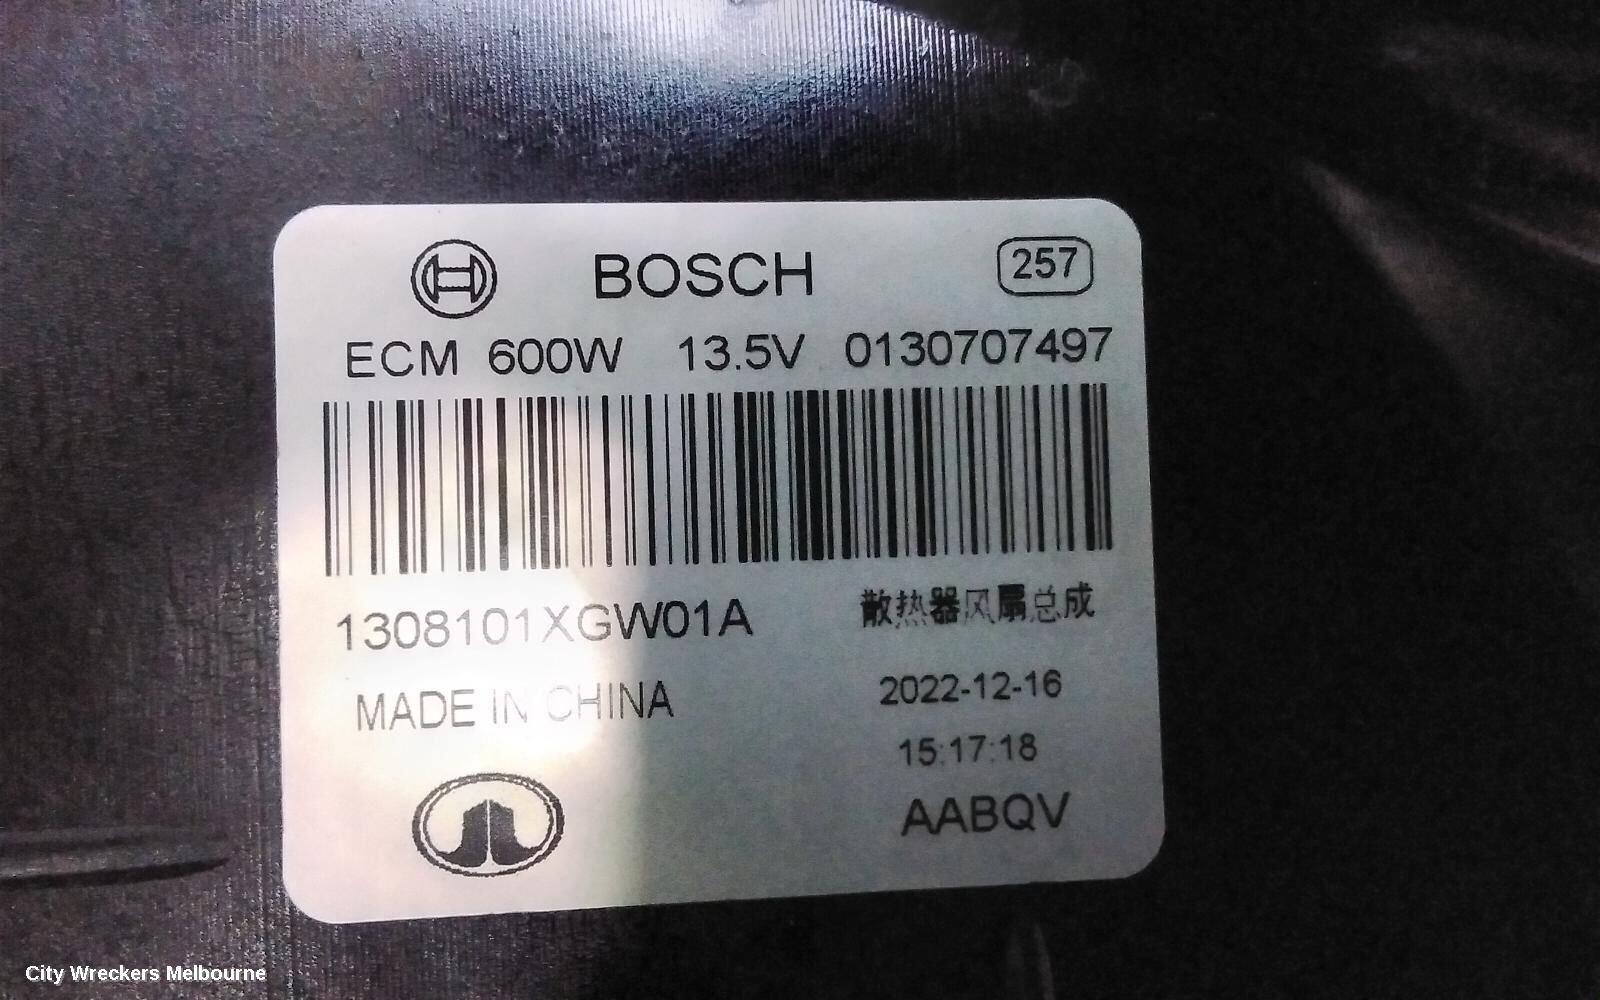 BOSCH 257
ECM 600W 13.5V 0130707497
1308101XGW01A 散热器风扇总成
MADE IN CHINA 2022-12-16
15:17:18
AABQV
City Wreckers Melbourne